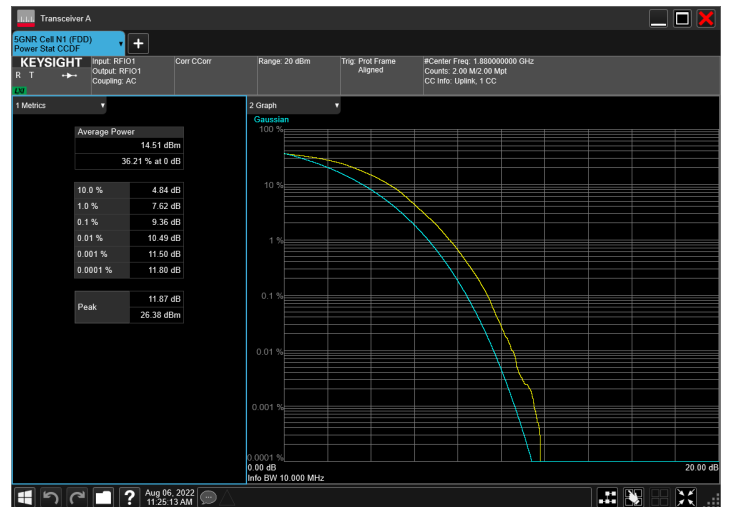 Transceiver A
5GNR Cell N1 (FDD)
Power Stat CCDF
KEYSIGHT
R T
LXI
Input: RFIO1
Output: RFIO1
Coupling: AC
Corr CCorr
Range: 20 dBm
Trig: Prot Frame
Aligned
#Center Freq: 1.880000000 GHz
Counts: 2.00 M/2.00 Mpt
CC Info: Uplink, 1 CC
1 Metrics
Average Power
14.51 dBm
36.21 % at 0 dB
10.0 % 4.84 dB
1.0 % 7.62 dB
0.1 % 9.36 dB
0.01 % 10.49 dB
0.001 % 11.50 dB
0.0001 % 11.80 dB
Peak
11.87 dB
26.38 dBm
2 Graph
Gaussian
100 %
10 %
1 %
0.1 %
0.01 %
0.001 %
0.0001 %
0.00 dB
20.00 dB
Info BW 10.000 MHz
?
Aug 06, 2022
11:25:13 AM